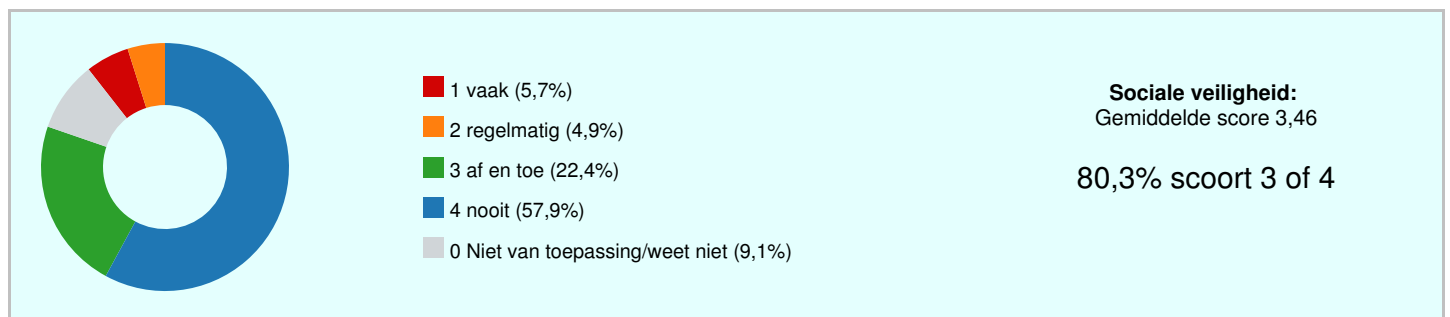 1 vaak (5,7%)
2 regelmatig (4,9%)
3 af en toe (22,4%)
4 nooit (57,9%)
0 Niet van toepassing/weet niet (9,1%)
Sociale veiligheid:
Gemiddelde score 3,46
80,3% scoort 3 of 4